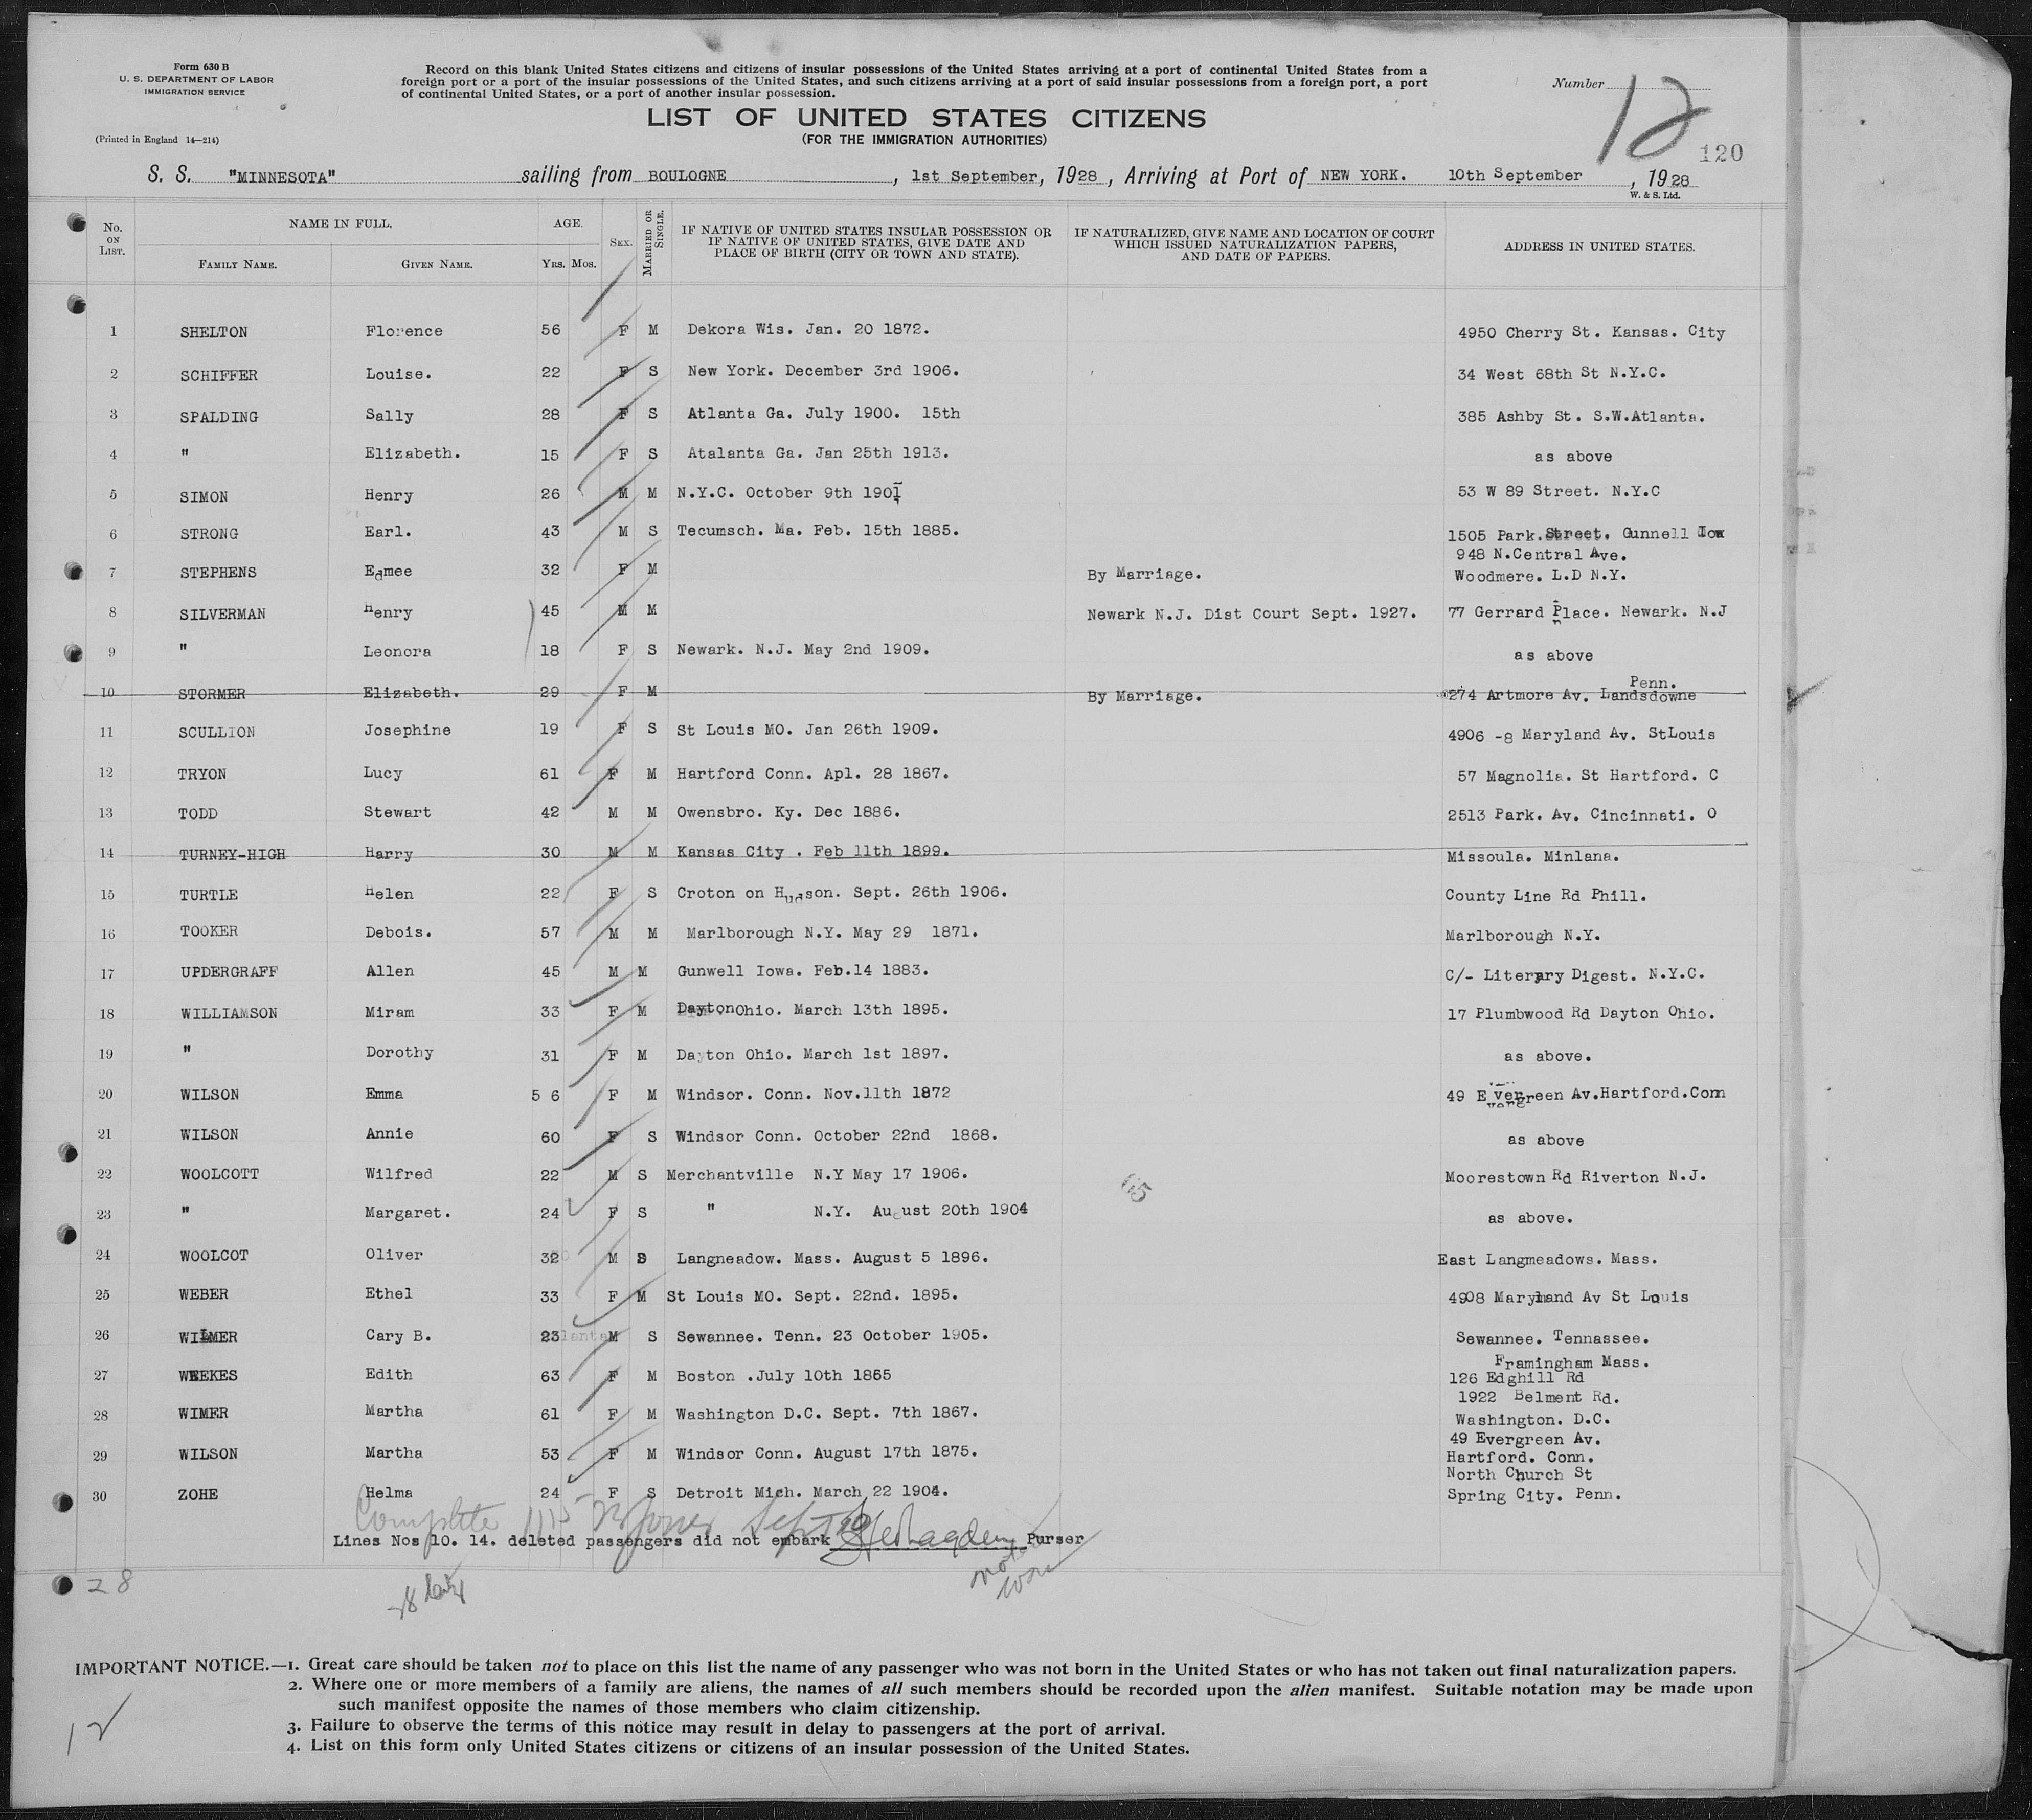 Form 630 B
U. S. DEPARTMENT OF LABOR
IMMIGRATION SERVICE
(Printed in England 14—214)
Record on this blank United States citizens and citizens of insular possessions of the United States arriving at a port of continental United States from a
foreign port or a port of the insular possessions of the United States, and such citizens arriving at a port of said insular possessions from a foreign port, a port
of continental United States, or a port of another insular possession.
LIST OF UNITED STATES CITIZENS
(FOR THE IMMIGRATION AUTHORITIES)
Number 12
120
S. S. "MINNESOTA" sailing from BOULOGNE, 1st September, 1928, Arriving at Port of NEW YORK. 10th September, 1928
W. & S. Ltd.
No. ON LIST. NAME IN FULL. FAMILY NAME. GIVEN NAME. AGE. YRS. MOS. SEX. MARRIED OR SINGLE. IF NATIVE OF UNITED STATES INSULAR POSSESSION OR IF NATIVE OF UNITED STATES, GIVE DATE AND PLACE OF BIRTH (CITY OR TOWN AND STATE). IF NATURALIZED, GIVE NAME AND LOCATION OF COURT WHICH ISSUED NATURALIZATION PAPERS, AND DATE OF PAPERS. ADDRESS IN UNITED STATES.
1 SHELTON Florence 56 F M Dekora Wis. Jan. 20 1872. 4950 Cherry St. Kansas. City
2 SCHIFFER Louise. 22 F S New York. December 3rd 1906. 34 West 68th St N.Y.C.
3 SPALDING Sally 28 F S Atlanta Ga. July 1900. 15th 385 Ashby St. S.W.Atlanta.
4 " Elizabeth. 15 F S Atalanta Ga. Jan 25th 1913. as above
5 SIMON Henry 26 M M N.Y.C. October 9th 1901 53 W 89 Street. N.Y.C
6 STRONG Earl. 43 M S Tecumsch. Ma. Feb. 15th 1885. 1505 Park.Street. Gunnell Iow
948 N.Central Ave.
7 STEPHENS Edmee 32 F M By Marriage. Woodmere. L.D N.Y.
8 SILVERMAN Henry 45 M M Newark N.J. Dist Court Sept. 1927. 77 Gerrard Place. Newark. N.J
9 " Leonora 18 F S Newark. N.J. May 2nd 1909. as above
Penn.
10 STORMER Elizabeth. 29 F M By Marriage. 274 Artmore Av. Landsdowne
11 SCULLION Josephine 19 F S St Louis MO. Jan 26th 1909. 4906 -8 Maryland Av. StLouis
12 TRYON Lucy 61 F M Hartford Conn. Apl. 28 1867. 57 Magnolia. St Hartford. C
13 TODD Stewart 42 M M Owensbro. Ky. Dec 1886. 2513 Park. Av. Cincinnati. O
14 TURNEY-HIGH Harry 30 M M Kansas City . Feb 11th 1899. Missoula. Minlana.
15 TURTLE Helen 22 F S Croton on Hudson. Sept. 26th 1906. County Line Rd Phill.
16 TOOKER Debois. 57 M M Marlborough N.Y. May 29 1871. Marlborough N.Y.
17 UPDERGRAFF Allen 45 M M Gunwell Iowa. Feb.14 1883. C/- Literary Digest. N.Y.C.
18 WILLIAMSON Miram 33 F M Dayton Ohio. March 13th 1895. 17 Plumbwood Rd Dayton Ohio.
19 " Dorothy 31 F M Dayton Ohio. March 1st 1897. as above.
20 WILSON Emma 5 6 F M Windsor. Conn. Nov.11th 1872 49 Evergreen Av.Hartford.Conn
21 WILSON Annie 60 F S Windsor Conn. October 22nd 1868. as above
22 WOOLCOTT Wilfred 22 M S Merchantville N.Y May 17 1906. Moorestown Rd Riverton N.J.
23 " Margaret. 24 F S " N.Y. August 20th 1904 as above.
65
24 WOOLCOT Oliver 32 M S Langneadow. Mass. August 5 1896. East Langmeadows. Mass.
25 WEBER Ethel 33 F M St Louis MO. Sept. 22nd. 1895. 4908 Maryland Av St Louis
26 WILMER Cary B. 23 M S Sewannee. Tenn. 23 October 1905. Sewannee. Tennassee.
Framingham Mass.
27 WEEKES Edith 63 F M Boston .July 10th 1865 126 Edghill Rd
1922 Belment Rd.
28 WIMER Martha 61 F M Washington D.C. Sept. 7th 1867. Washington. D.C.
49 Evergreen Av.
29 WILSON Martha 53 F M Windsor Conn. August 17th 1875. Hartford. Conn.
North Church St
30 ZOHE Helma 24 F S Detroit Mich. March 22 1904. Spring City. Penn.
Complete Sept 10
Lines Nos 10. 14. deleted passengers did not embark Purser
28
IMPORTANT NOTICE.—1. Great care should be taken not to place on this list the name of any passenger who was not born in the United States or who has not taken out final naturalization papers.
2. Where one or more members of a family are aliens, the names of all such members should be recorded upon the alien manifest. Suitable notation may be made upon
such manifest opposite the names of those members who claim citizenship.
3. Failure to observe the terms of this notice may result in delay to passengers at the port of arrival.
4. List on this form only United States citizens or citizens of an insular possession of the United States.
12